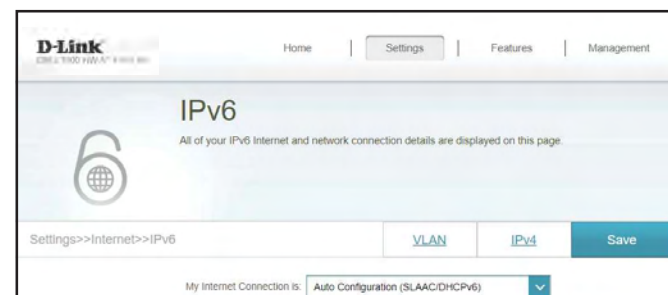 D-Link
Home | Settings | Features | Management
IPv6
All of your IPv6 Internet and network connection details are displayed on this page.
Settings>>Internet>>IPv6
VLAN
IPv4
Save
My Internet Connection is: Auto Configuration (SLAAC/DHCPv6)